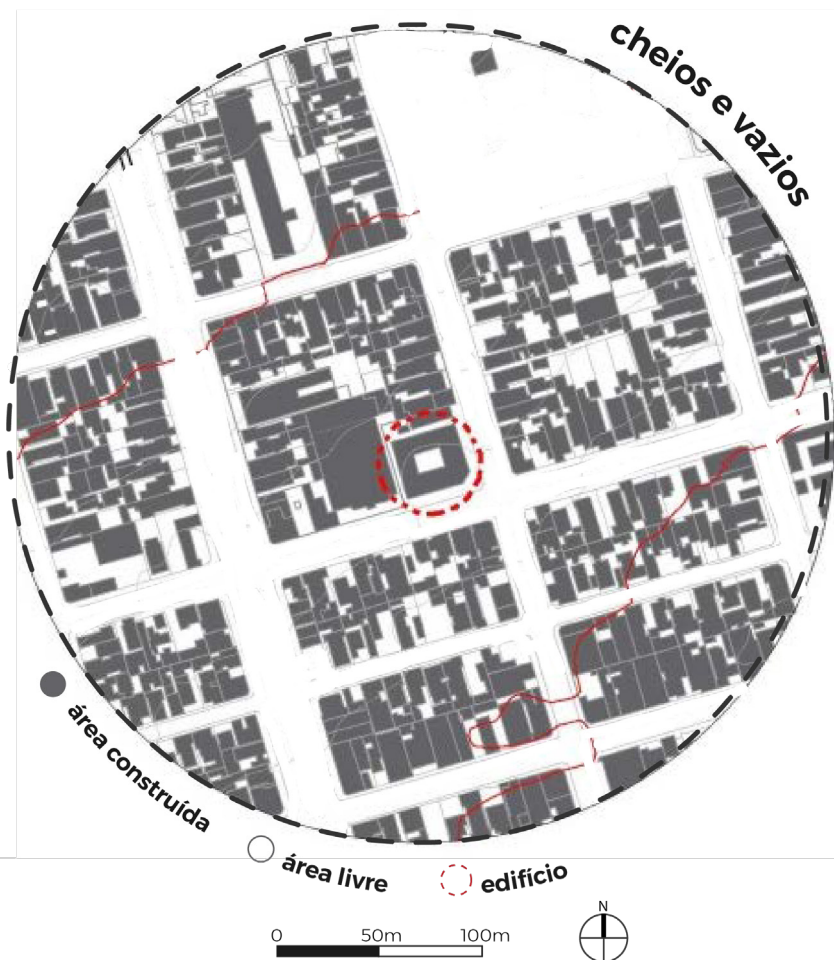 cheios e vazios
área construída
área livre
edifício
N
0 50m 100m